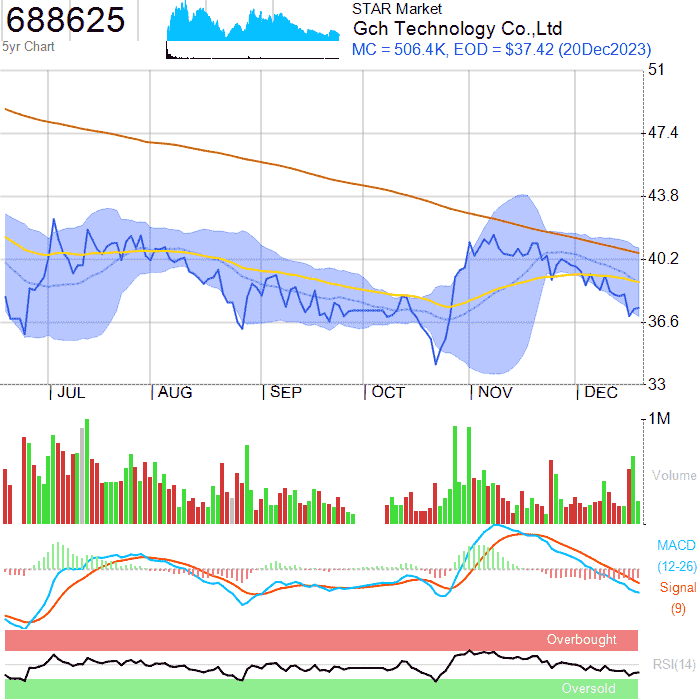 688625
5yr Chart
STAR Market
Gch Technology Co.,Ltd
MC = 506.4K, EOD = $37.42 (20Dec2023)
51
47.4
43.8
40.2
36.6
33
JUL AUG SEP OCT NOV DEC
1M
Volume
MACD
(12-26)
Signal
(9)
Overbought
RSI(14)
Oversold